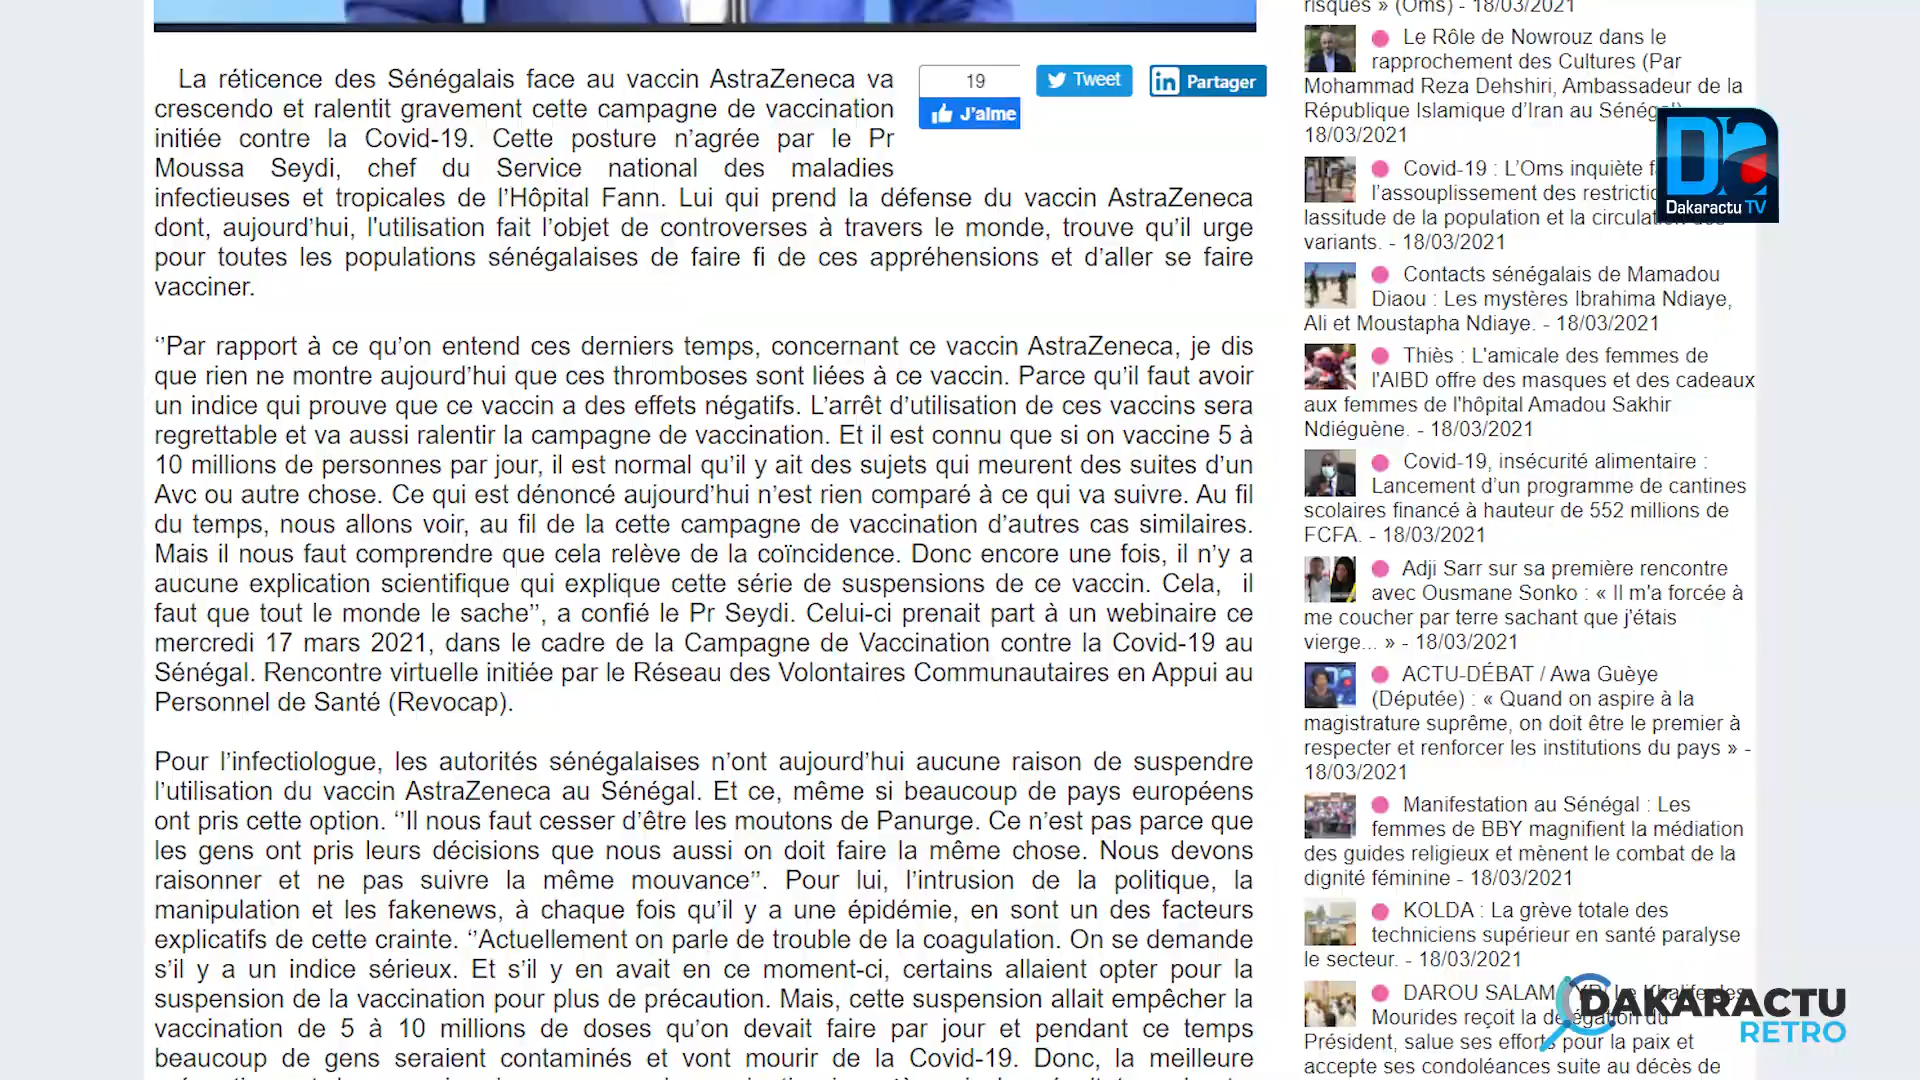 La réticence des Sénégalais face au vaccin AstraZeneca va
crescendo et ralentit gravement cette campagne de vaccination
initiée contre la Covid-19. Cette posture n’agrée par le Pr
Moussa Seydi, chef du Service national des maladies
infectieuses et tropicales de l’Hôpital Fann. Lui qui prend la défense du vaccin AstraZeneca
dont, aujourd’hui, l'utilisation fait l’objet de controverses à travers le monde, trouve qu’il urge
pour toutes les populations sénégalaises de faire fi de ces appréhensions et d’aller se faire
vacciner.
19
J’aime
Tweet
Partager
‘’Par rapport à ce qu’on entend ces derniers temps, concernant ce vaccin AstraZeneca, je dis
que rien ne montre aujourd’hui que ces thromboses sont liées à ce vaccin. Parce qu’il faut avoir
un indice qui prouve que ce vaccin a des effets négatifs. L’arrêt d’utilisation de ces vaccins sera
regrettable et va aussi ralentir la campagne de vaccination. Et il est connu que si on vaccine 5 à
10 millions de personnes par jour, il est normal qu’il y ait des sujets qui meurent des suites d’un
Avc ou autre chose. Ce qui est dénoncé aujourd’hui n’est rien comparé à ce qui va suivre. Au fil
du temps, nous allons voir, au fil de la cette campagne de vaccination d’autres cas similaires.
Mais il nous faut comprendre que cela relève de la coïncidence. Donc encore une fois, il n’y a
aucune explication scientifique qui explique cette série de suspensions de ce vaccin. Cela, il
faut que tout le monde le sache’’, a confié le Pr Seydi. Celui-ci prenait part à un webinaire ce
mercredi 17 mars 2021, dans le cadre de la Campagne de Vaccination contre la Covid-19 au
Sénégal. Rencontre virtuelle initiée par le Réseau des Volontaires Communautaires en Appui au
Personnel de Santé (Revocap).
Pour l’infectiologue, les autorités sénégalaises n’ont aujourd’hui aucune raison de suspendre
l’utilisation du vaccin AstraZeneca au Sénégal. Et ce, même si beaucoup de pays européens
ont pris cette option. ‘’Il nous faut cesser d’être les moutons de Panurge. Ce n’est pas parce que
les gens ont pris leurs décisions que nous aussi on doit faire la même chose. Nous devons
raisonner et ne pas suivre la même mouvance’’. Pour lui, l’intrusion de la politique, la
manipulation et les fakenews, à chaque fois qu’il y a une épidémie, en sont un des facteurs
explicatifs de cette crainte. ‘’Actuellement on parle de trouble de la coagulation. On se demande
s’il y a un indice sérieux. Et s’il y en avait en ce moment-ci, certains allaient opter pour la
suspension de la vaccination pour plus de précaution. Mais, cette suspension allait empêcher la
vaccination de 5 à 10 millions de doses qu’on devait faire par jour et pendant ce temps
beaucoup de gens seraient contaminés et vont mourir de la Covid-19. Donc, la meilleure
risques » (Oms) - 18/03/2021
Le Rôle de Nowrouz dans le
rapprochement des Cultures (Par
Mohammad Reza Dehshiri, Ambassadeur de la
République Islamique d’Iran au Sénégal)
18/03/2021
Covid-19 : L’Oms inquiète
l’assouplissement des
lassitude de la population et la circulation des
variants. - 18/03/2021
Contacts sénégalais de Mamadou
Diaou : Les mystères Ibrahima Ndiaye,
Ali et Moustapha Ndiaye. - 18/03/2021
Thiès : L'amicale des femmes de
l'AIBD offre des masques et des cadeaux
aux femmes de l'hôpital Amadou Sakhir
Ndiéguène. - 18/03/2021
Covid-19, insécurité alimentaire :
Lancement d’un programme de cantines
scolaires financé à hauteur de 552 millions de
FCFA. - 18/03/2021
Adji Sarr sur sa première rencontre
avec Ousmane Sonko : « Il m'a forcée à
me coucher par terre sachant que j'étais
vierge... » - 18/03/2021
ACTU-DÉBAT / Awa Guèye
(Députée) : « Quand on aspire à la
magistrature suprême, on doit être le premier à
respecter et renforcer les institutions du pays » -
18/03/2021
Manifestation au Sénégal : Les
femmes de BBY magnifient la médiation
des guides religieux et mènent le combat de la
dignité féminine - 18/03/2021
KOLDA : La grève totale des
techniciens supérieur en santé paralyse
le secteur. - 18/03/2021
DAROU SALAM
Mourides reçoit la délégation du
Président, salue ses efforts pour la paix et
accepte ses condoléances suite au décès de
Da
Dakaractu TV
DAKARACTU
RETRO